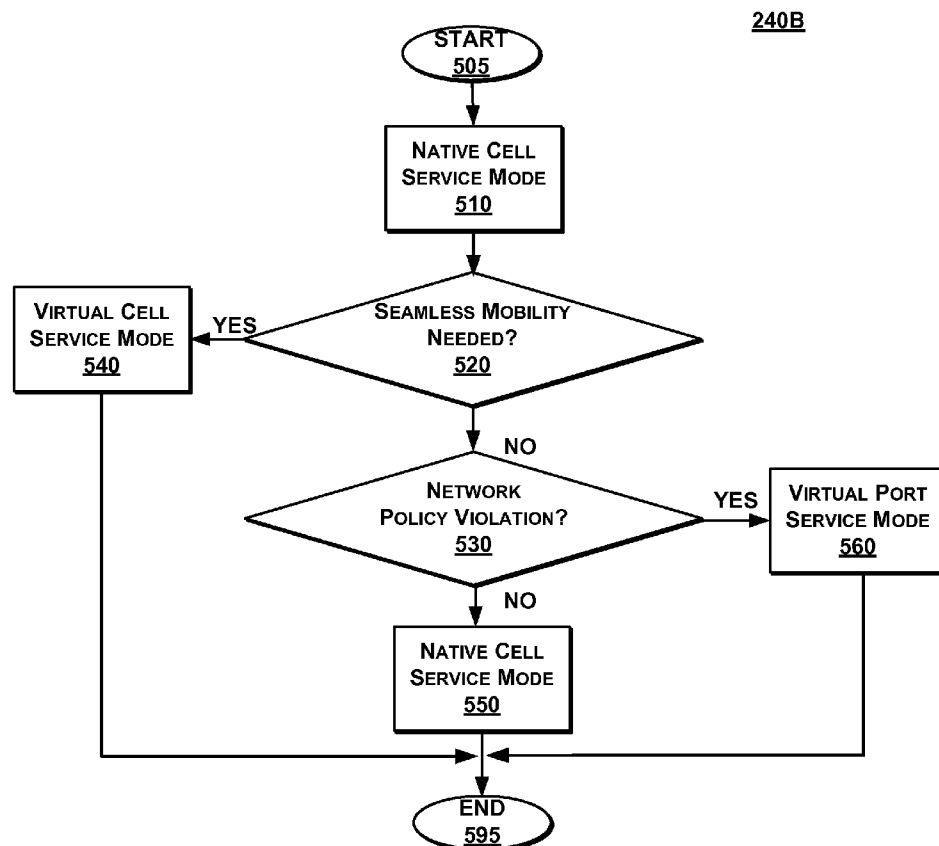 240B
START
505
NATIVE CELL
SERVICE MODE
510
SEAMLESS MOBILITY
NEEDED?
520
YES
VIRTUAL CELL
SERVICE MODE
540
NO
NETWORK
POLICY VIOLATION?
530
YES
VIRTUAL PORT
SERVICE MODE
560
NO
NATIVE CELL
SERVICE MODE
550
END
595